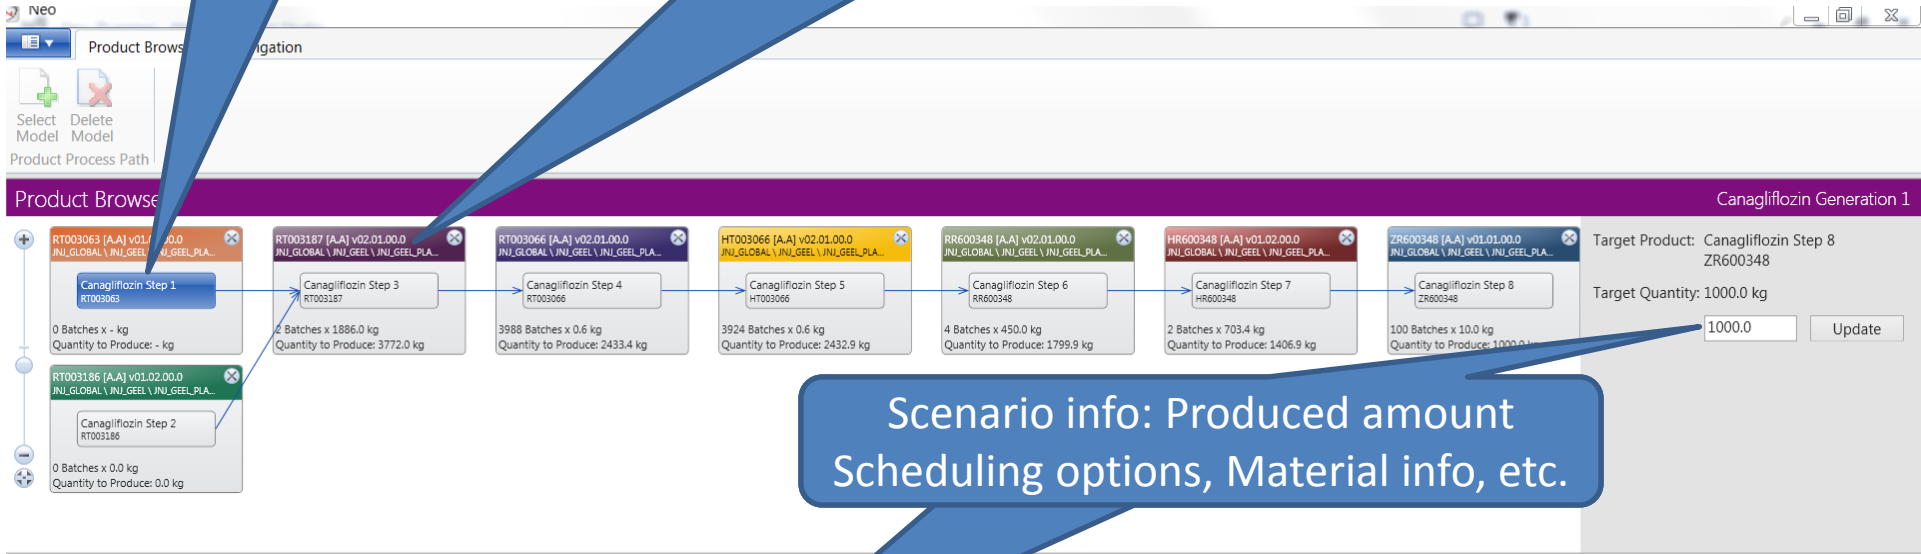 Neo
Product Brows
igation
Select Model
Delete Model
Product Process Path
Product Browse
Canagliflozin Generation 1
RT003063 [A.A] v01. .00.0
JNJ_GLOBAL \ JNJ_GEEL \ JNJ_GEEL_PLA...
Canagliflozin Step 1
RT003063
0 Batches x - kg
Quantity to Produce: - kg
RT003187 [A.A] v02.01.00.0
JNJ_GLOBAL \ JNJ_GEEL \ JNJ_GEEL_PLA...
Canagliflozin Step 3
RT003187
2 Batches x 1886.0 kg
Quantity to Produce: 3772.0 kg
RT003066 [A.A] v02.01.00.0
JNJ_GLOBAL \ JNJ_GEEL \ JNJ_GEEL_PLA...
Canagliflozin Step 4
RT003066
3988 Batches x 0.6 kg
Quantity to Produce: 2433.4 kg
HT003066 [A.A] v02.01.00.0
JNJ_GLOBAL \ JNJ_GEEL \ JNJ_GEEL_PLA...
Canagliflozin Step 5
HT003066
3924 Batches x 0.6 kg
Quantity to Produce: 2432.9 kg
RR600348 [A.A] v02.01.00.0
JNJ_GLOBAL \ JNJ_GEEL \ JNJ_GEEL_PLA...
Canagliflozin Step 6
RR600348
4 Batches x 450.0 kg
Quantity to Produce: 1799.9 kg
HR600348 [A.A] v01.02.00.0
JNJ_GLOBAL \ JNJ_GEEL \ JNJ_GEEL_PLA...
Canagliflozin Step 7
HR600348
2 Batches x 703.4 kg
Quantity to Produce: 1406.9 kg
ZR600348 [A.A] v01.01.00.0
JNJ_GLOBAL \ JNJ_GEEL \ JNJ_GEEL_PLA...
Canagliflozin Step 8
ZR600348
100 Batches x 10.0 kg
Quantity to Produce: 1000.0 kg
Target Product: Canagliflozin Step 8
ZR600348
Target Quantity: 1000.0 kg
1000.0
Update
RT003186 [A.A] v01.02.00.0
JNJ_GLOBAL \ JNJ_GEEL \ JNJ_GEEL_PLA...
Canagliflozin Step 2
RT003186
0 Batches x 0.0 kg
Quantity to Produce: 0.0 kg
Scenario info: Produced amount
Scheduling options, Material info, etc.